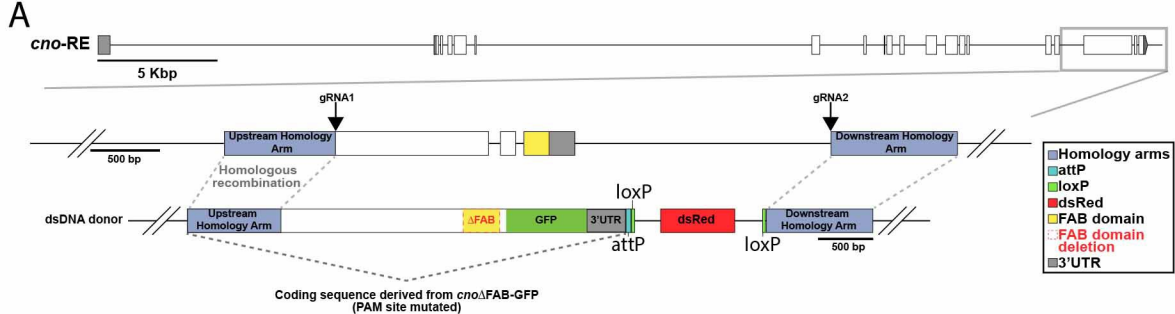 A
cno-RE
5 Kbp
gRNA1
gRNA2
Upstream Homology
Arm
Downstream Homology
Arm
500 bp
Homologous
recombination
loxP
dsDNA donor
Upstream
Homology Arm
ΔFAB
GFP
3'UTR
dsRed
Downstream
Homology Arm
attP
loxP
500 bp
Coding sequence derived from cnoΔFAB-GFP
(PAM site mutated)
Homology arms
attP
loxP
dsRed
FAB domain
FAB domain
deletion
3'UTR